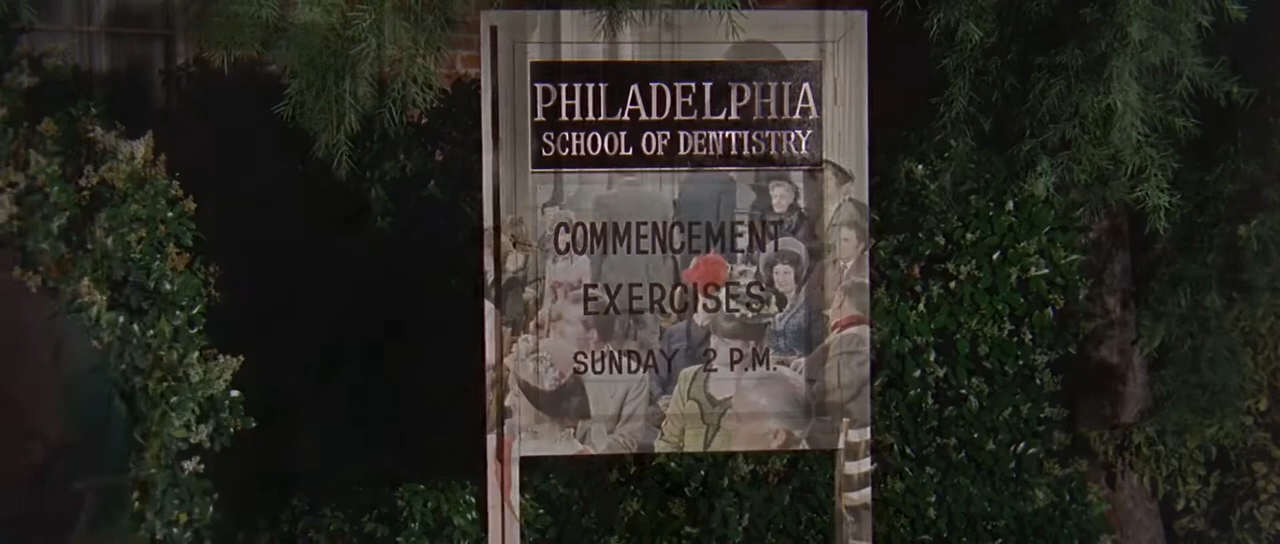 PHILADELPHIA
SCHOOL OF DENTISTRY
COMMENCEMENT
EXERCISES
SUNDAY 2 P.M.